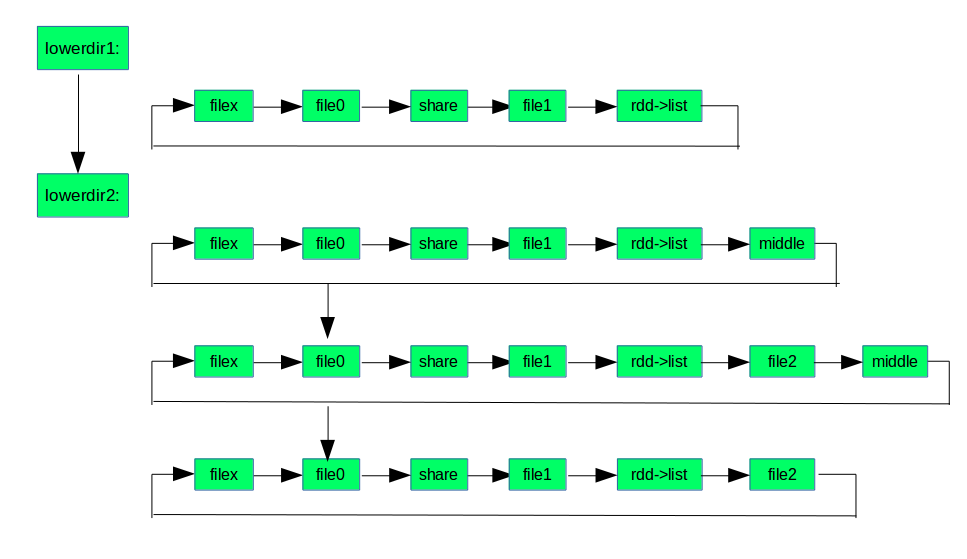 lowerdir1:
filex file0 share file1 rdd->list
lowerdir2:
filex file0 share file1 rdd->list middle
filex file0 share file1 rdd->list file2 middle
filex file0 share file1 rdd->list file2